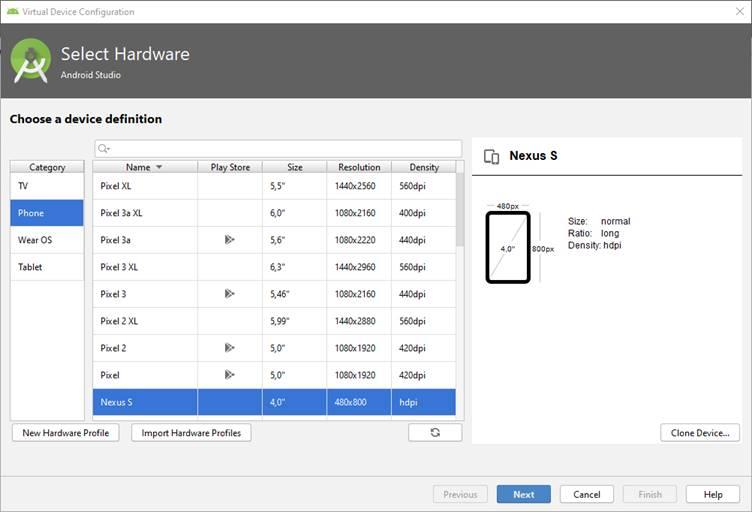 Virtual Device Configuration
Select Hardware
Android Studio
Choose a device definition
Category
TV
Phone
Wear OS
Tablet
Name Play Store Size Resolution Density
Pixel XL 5,5" 1440x2560 560dpi
Pixel 3a XL 6,0" 1080x2160 400dpi
Pixel 3a 5,6" 1080x2220 440dpi
Pixel 3 XL 6,3" 1440x2960 560dpi
Pixel 3 5,46" 1080x2160 440dpi
Pixel 2 XL 5,99" 1440x2880 560dpi
Pixel 2 5,0" 1080x1920 420dpi
Pixel 5,0" 1080x1920 420dpi
Nexus S 4,0" 480x800 hdpi
Nexus S
480px
4,0"
800px
Size: normal
Ratio: long
Density: hdpi
New Hardware Profile Import Hardware Profiles Clone Device...
Previous Next Cancel Finish Help